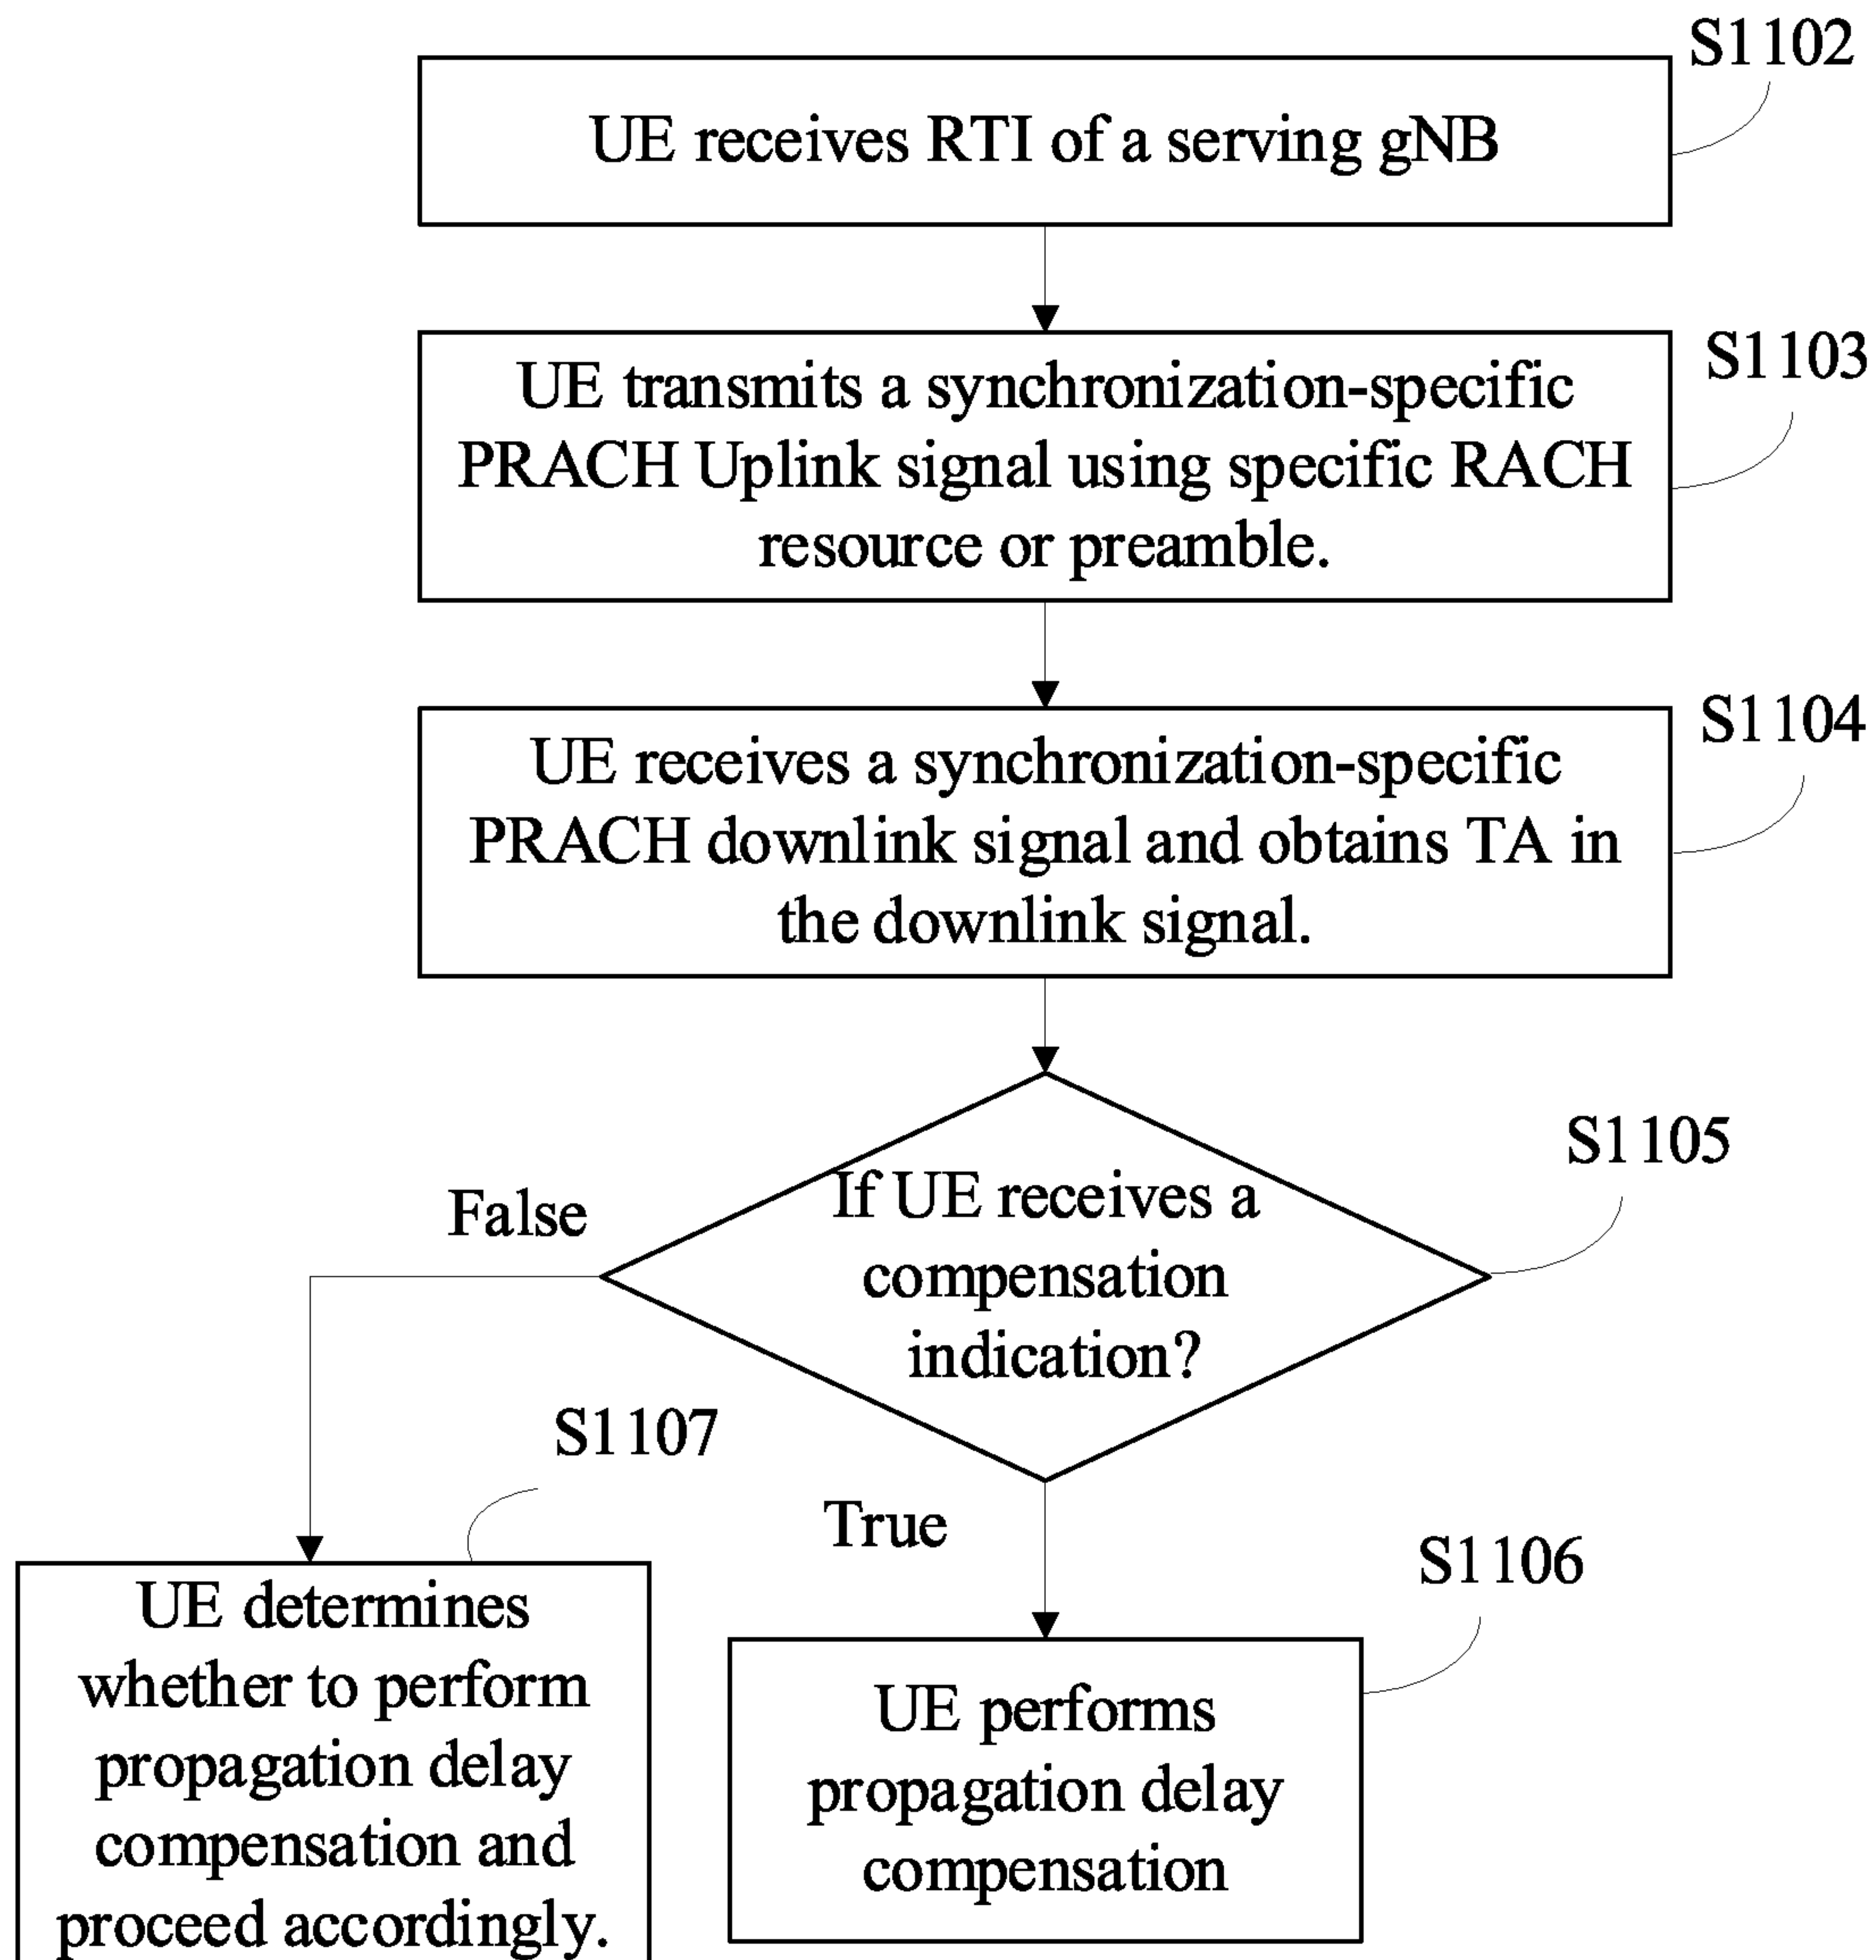 S1102
UE receives RTI of a serving gNB
S1103
UE transmits a synchronization-specific
PRACH Uplink signal using specific RACH
resource or preamble.
S1104
UE receives a synchronization-specific
PRACH downlink signal and obtains TA in
the downlink signal.
S1105
If UE receives a
compensation
indication?
False
True
S1107
UE determines
whether to perform
propagation delay
compensation and
proceed accordingly.
S1106
UE performs
propagation delay
compensation